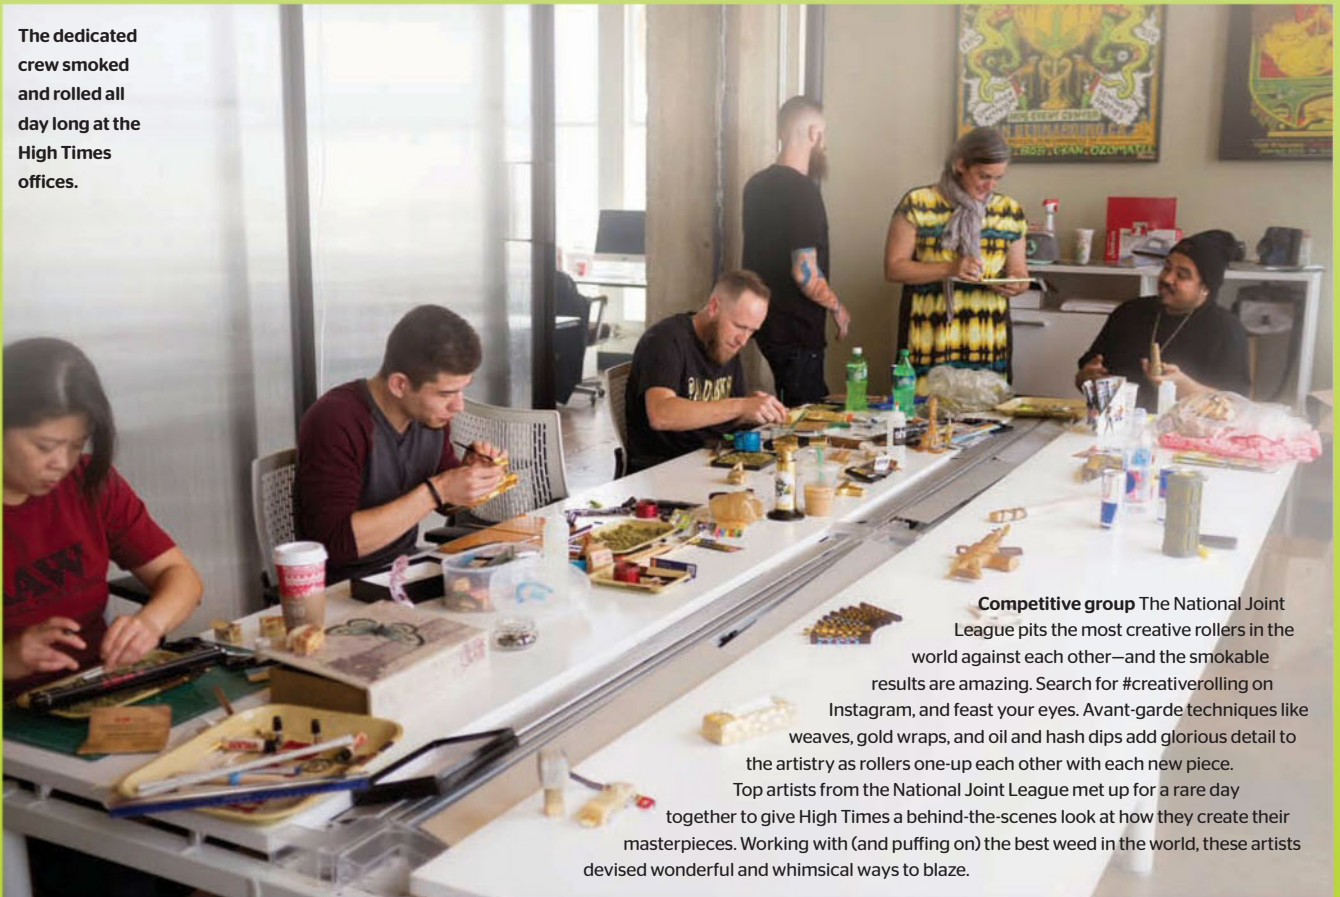 The dedicated
crew smoked
and rolled all
day long at the
High Times
offices.
Competitive group The National Joint
League pits the most creative rollers in the
world against each other—and the smokable
results are amazing. Search for #creativerolling on
Instagram, and feast your eyes. Avant-garde techniques like
weaves, gold wraps, and oil and hash dips add glorious detail to
the artistry as rollers one-up each other with each new piece.
Top artists from the National Joint League met up for a rare day
together to give High Times a behind-the-scenes look at how they create their
masterpieces. Working with (and puffing on) the best weed in the world, these artists
devised wonderful and whimsical ways to blaze.